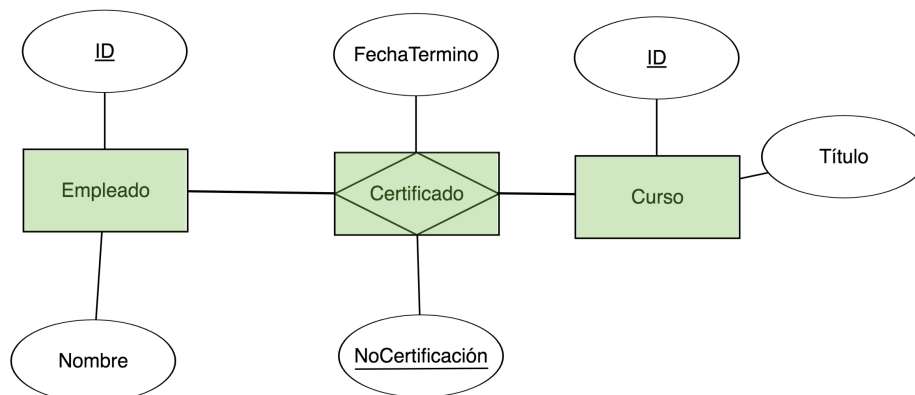 ID
FechaTermino
ID
Título
Empleado
Certificado
Curso
Nombre
NoCertificación